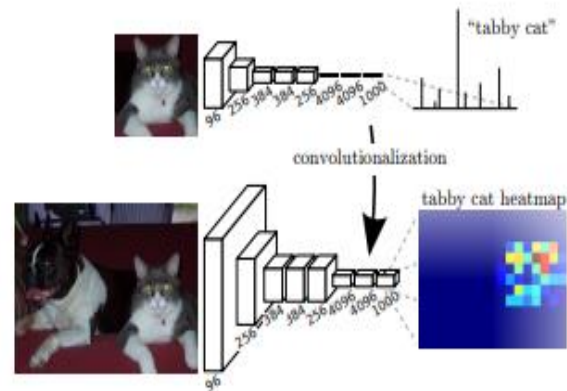 “tabby cat”
96 256 384 384 256 4096 4096 1000
convolutionalization
tabby cat heatmap
96 256 384 384 256 4096 4096 1000